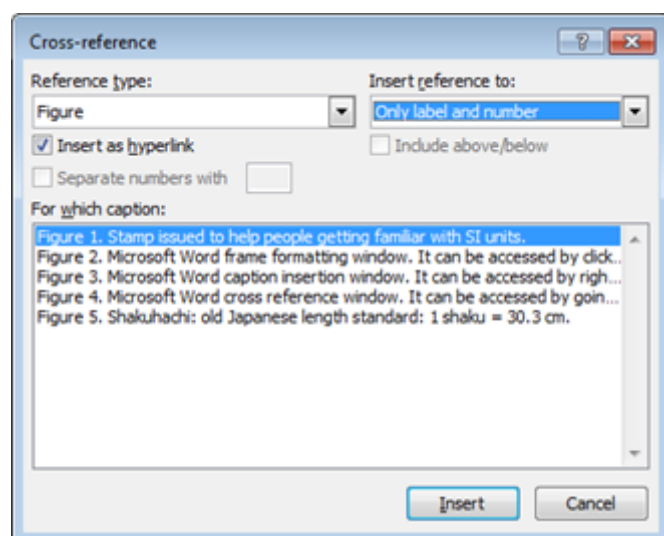 Cross-reference
Reference type:
Insert reference to:
Figure
Only label and number
Insert as hyperlink
Include above/below
Separate numbers with
For which caption:
Figure 1. Stamp issued to help people getting familiar with SI units.
Figure 2. Microsoft Word frame formatting window. It can be accessed by click...
Figure 3. Microsoft Word caption insertion window. It can be accessed by righ...
Figure 4. Microsoft Word cross reference window. It can be accessed by goin...
Figure 5. Shakuhachi: old Japanese length standard: 1 shaku = 30.3 cm.
Insert
Cancel